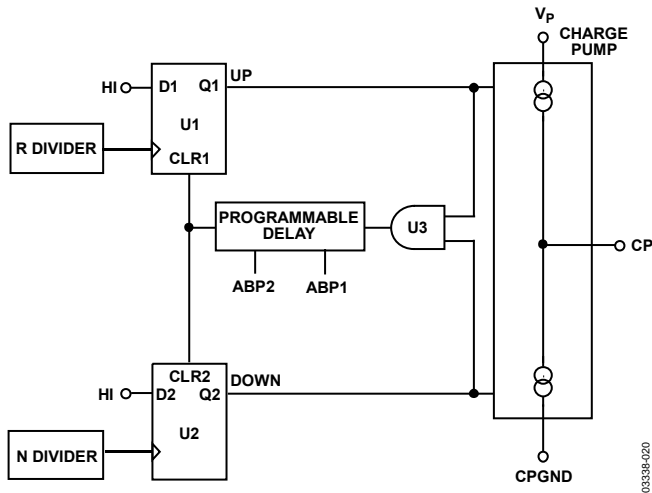 VP
CHARGE
PUMP
HI
D1
Q1
UP
U1
CLR1
R DIVIDER
PROGRAMMABLE
DELAY
U3
ABP2
ABP1
CP
HI
CLR2
D2
Q2
DOWN
U2
N DIVIDER
CPGND
03338-020